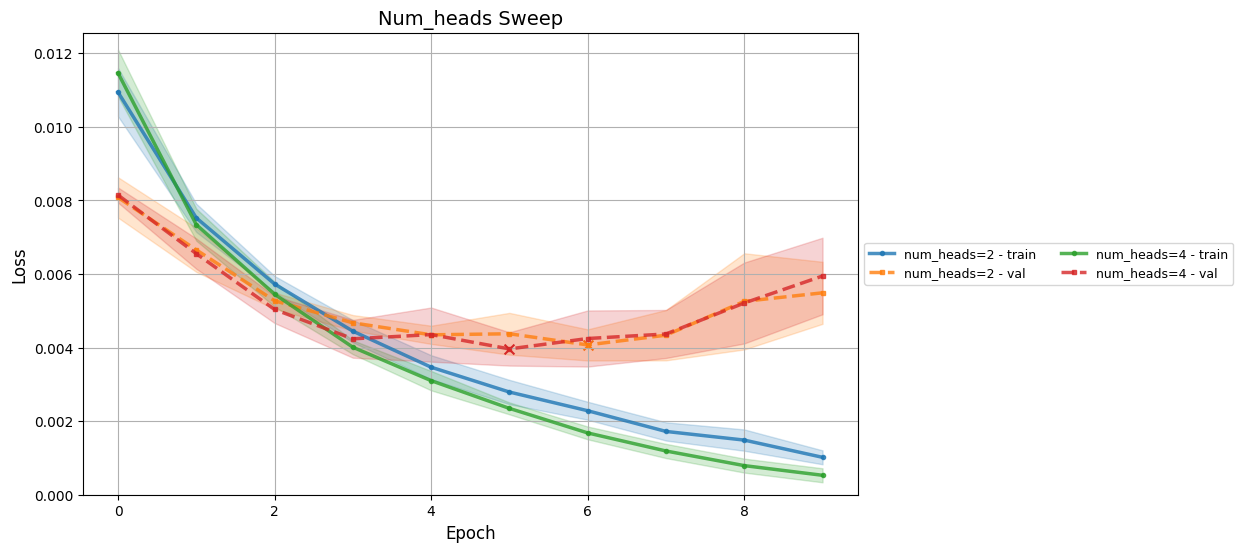 Num_heads Sweep
0.012
0.010
0.008
0.006
0.004
0.002
0.000
Loss
0
2
4
6
8
Epoch
num_heads=2 - train
num_heads=2 - val
num_heads=4 - train
num_heads=4 - val